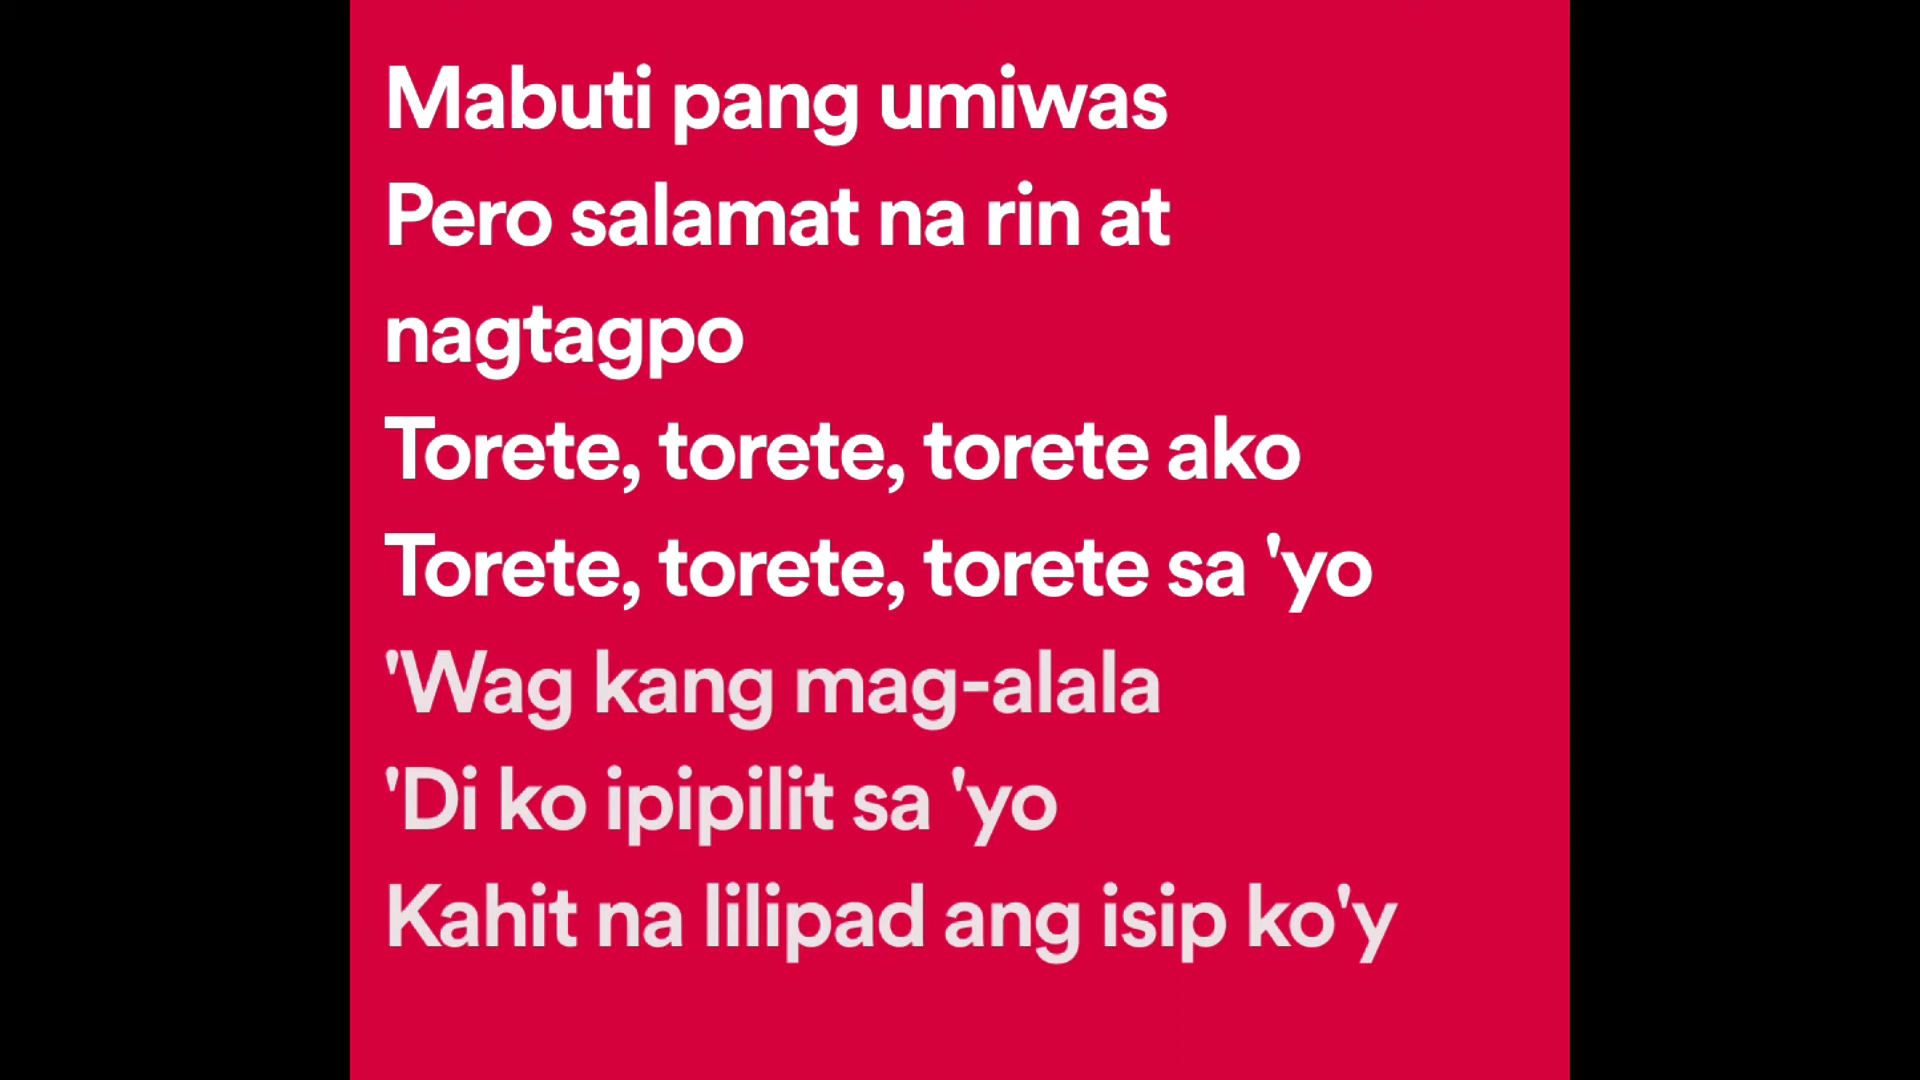 Mabuti pang umiwas
Pero salamat na rin at
nagtagpo
Torete, torete, torete ako
Torete, torete, torete sa 'yo
'Wag kang mag-alala
'Di ko ipipilit sa 'yo
Kahit na lilipad ang isip ko'y